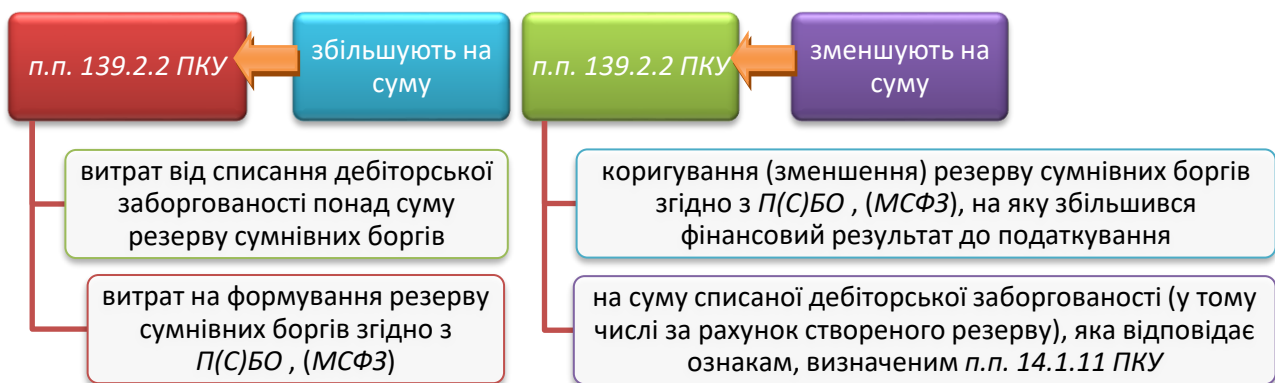 п.п. 139.2.2 ПКУ
збільшують на
суму
витрат від списання дебіторської
заборгованості понад суму
резерву сумнівних боргів
витрат на формування резерву
сумнівних боргів згідно з
П(С)БО , (МСФЗ)
п.п. 139.2.2 ПКУ
зменшують на
суму
коригування (зменшення) резерву сумнівних боргів
згідно з П(С)БО , (МСФЗ), на яку збільшився
фінансовий результат до податкування
на суму списаної дебіторської заборгованості (у тому
числі за рахунок створеного резерву), яка відповідає
ознакам, визначеним п.п. 14.1.11 ПКУ